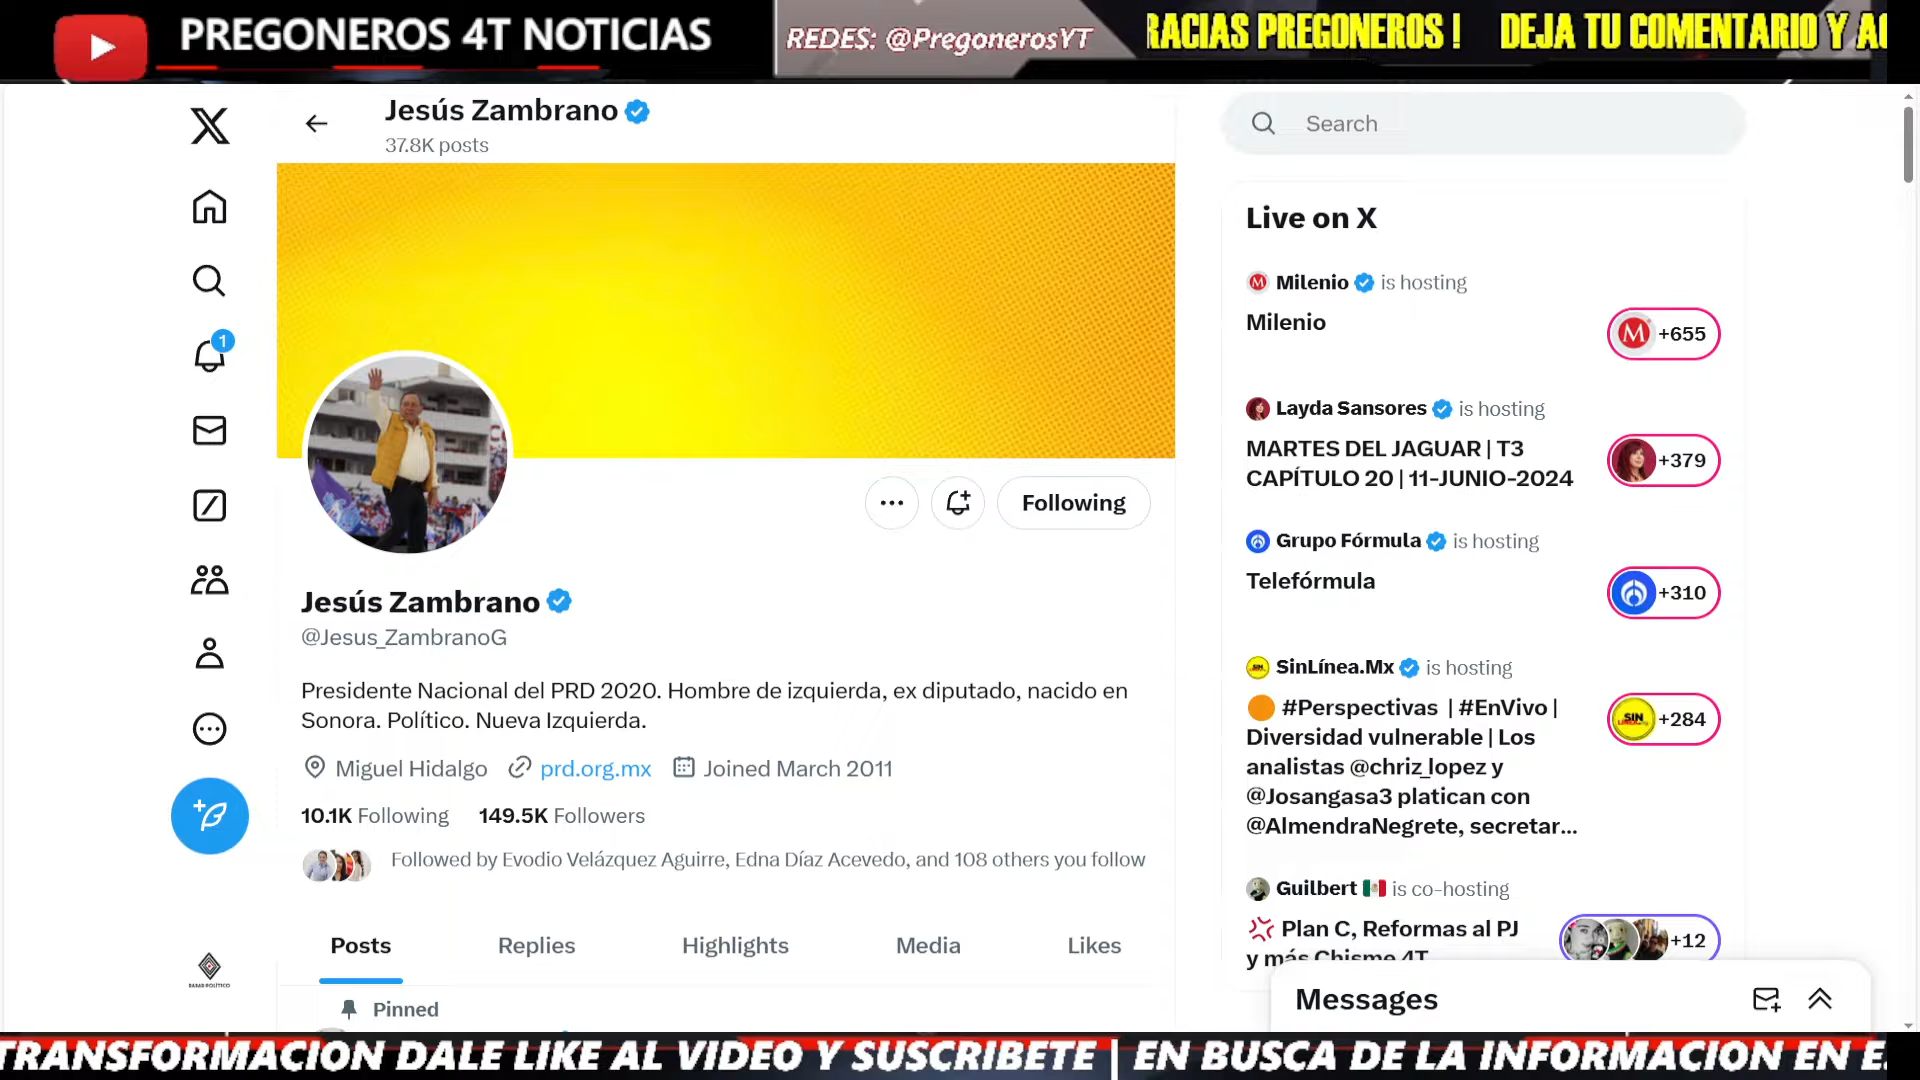 PREGONEROS 4T NOTICIAS
REDES: @PregonerosYT
RACIAS PREGONEROS ! DEJA TU COMENTARIO Y
Jesús Zambrano
37.8K posts
1
Following
Jesús Zambrano
@Jesus_ZambranoG
Presidente Nacional del PRD 2020. Hombre de izquierda, ex diputado, nacido en
Sonora. Político. Nueva Izquierda.
Miguel Hidalgo prd.org.mx Joined March 2011
10.1K Following 149.5K Followers
Followed by Evodio Velázquez Aguirre, Edna Díaz Acevedo, and 108 others you follow
Posts Replies Highlights Media Likes
Pinned
Search
Live on X
Milenio is hosting
Milenio
+655
Layda Sansores is hosting
MARTES DEL JAGUAR | T3
CAPÍTULO 20 | 11-JUNIO-2024
+379
Grupo Fórmula is hosting
Telefórmula
+310
SinLínea.Mx is hosting
#Perspectivas | #EnVivo |
Diversidad vulnerable | Los
analistas @chriz_lopez y
@Josangasa3 platican con
@AlmendraNegrete, secretar...
+284
Guilbert is co-hosting
Plan C, Reformas al PJ
y más Chisme 4T
+12
Messages
TRANSFORMACION DALE LIKE AL VIDEO Y SUSCRIBETE | EN BUSCA DE LA INFORMACION EN